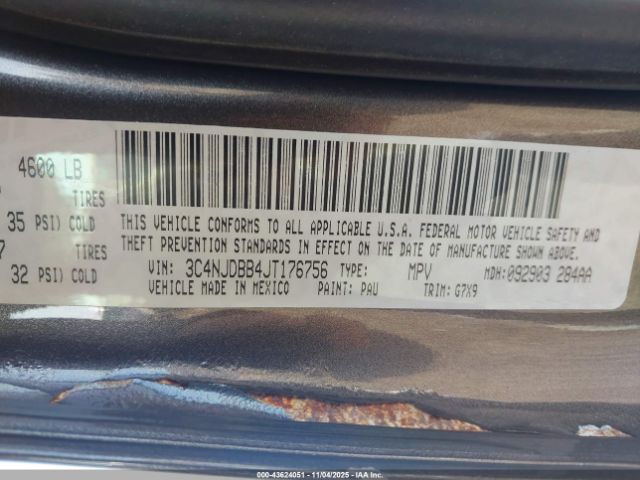 4600 LB
TIRES
35 PSI) COLD
THIS VEHICLE CONFORMS TO ALL APPLICABLE U.S.A. FEDERAL MOTOR VEHICLE SAFETY AND
7 TIRES
THEFT PREVENTION STANDARDS IN EFFECT ON THE DATE OF MANUFACTURE SHOWN ABOVE.
32 PSI) COLD
VIN: 3C4NJDBB4JT176756 TYPE: MPV MDH:092903 284AA
VEHICLE MADE IN MEXICO PAINT: PAU TRIM: G7X9
000-43624051 — 11/04/2025 — IAA Inc.